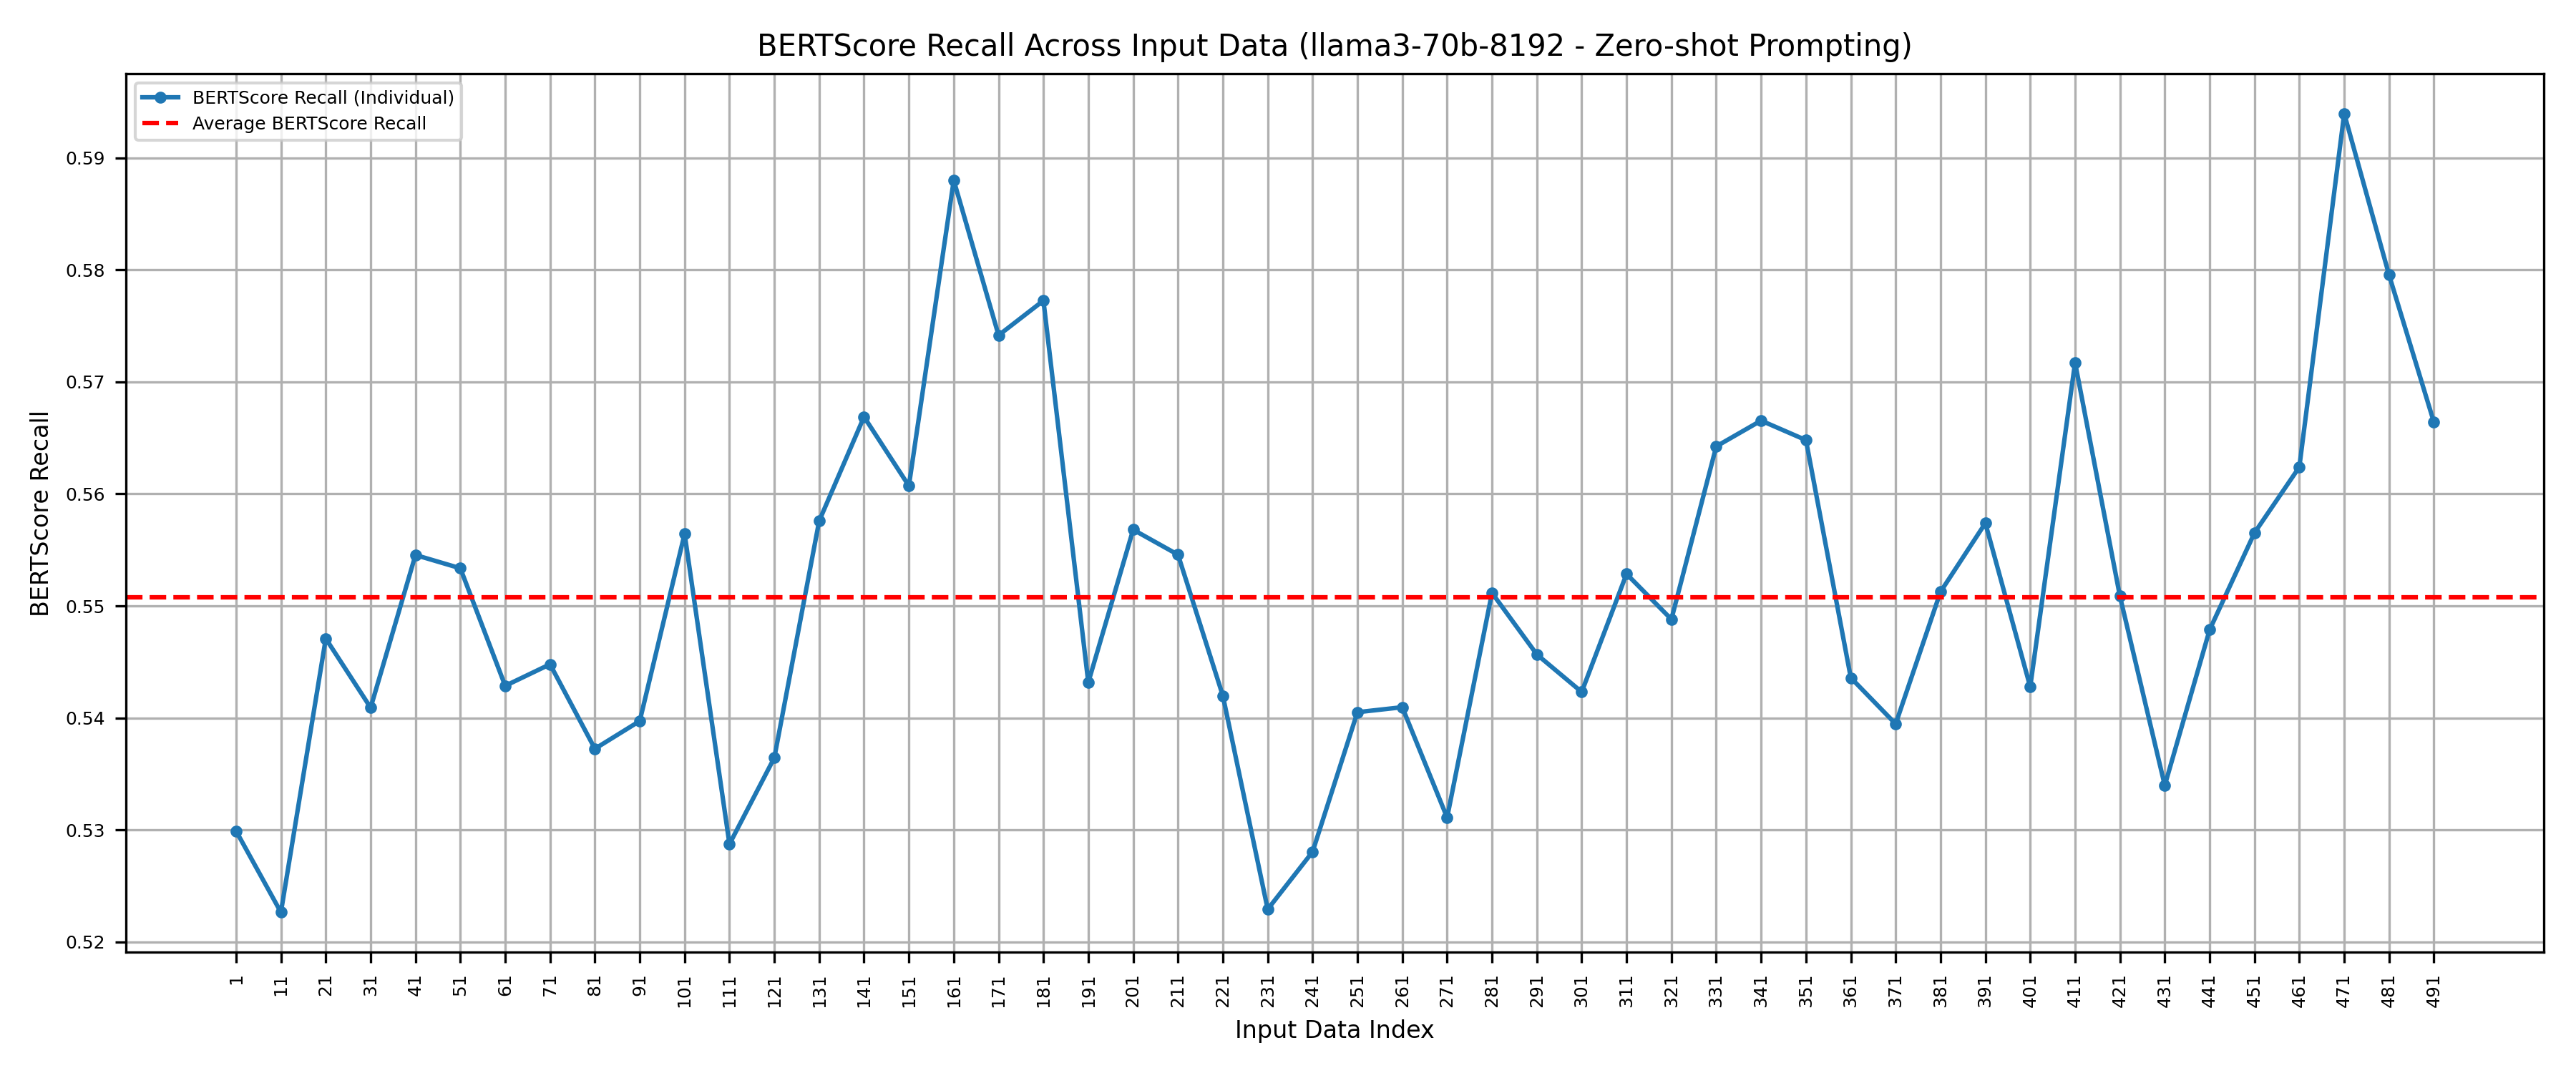 BERTScore Recall Across Input Data (llama3-70b-8192 - Zero-shot Prompting)
BERTScore Recall (Individual)
Average BERTScore Recall
BERTScore Recall
0.59
0.58
0.57
0.56
0.55
0.54
0.53
0.52
1 11 21 31 41 51 61 71 81 91 101 111 121 131 141 151 161 171 181 191 201 211 221 231 241 251 261 271 281 291 301 311 321 331 341 351 361 371 381 391 401 411 421 431 441 451 461 471 481 491
Input Data Index